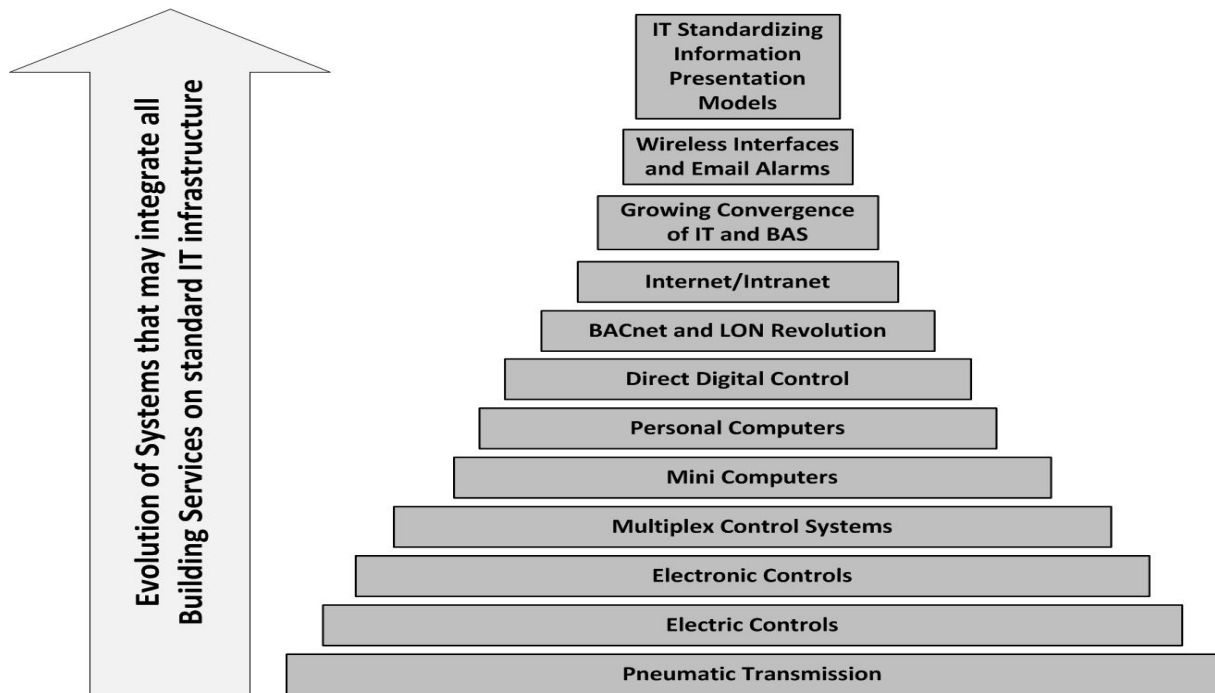 Evolution of Systems that may integrate all
Building Services on standard IT infrastructure
IT Standardizing
Information
Presentation
Models
Wireless Interfaces
and Email Alarms
Growing Convergence
of IT and BAS
Internet/Intranet
BACnet and LON Revolution
Direct Digital Control
Personal Computers
Mini Computers
Multiplex Control Systems
Electronic Controls
Electric Controls
Pneumatic Transmission